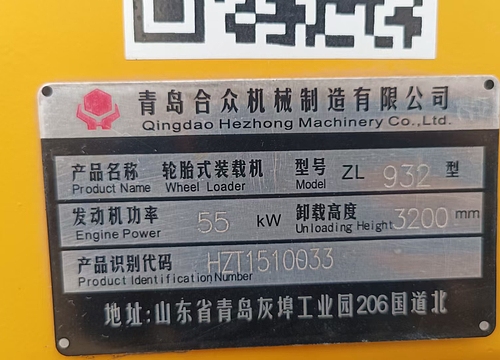 青岛合众机械制造有限公司
Qingdao Hezhong Machinery Co.,Ltd.
产品名称 轮胎式装载机 型号 ZL 932 型
Product Name Wheel Loader Model
发动机功率 55 kW 卸载高度 3200 mm
Engine Power Unloading Height
产品识别代码 HZT1510033
Product Identification Number
地址:山东省青岛灰埠工业园206国道北